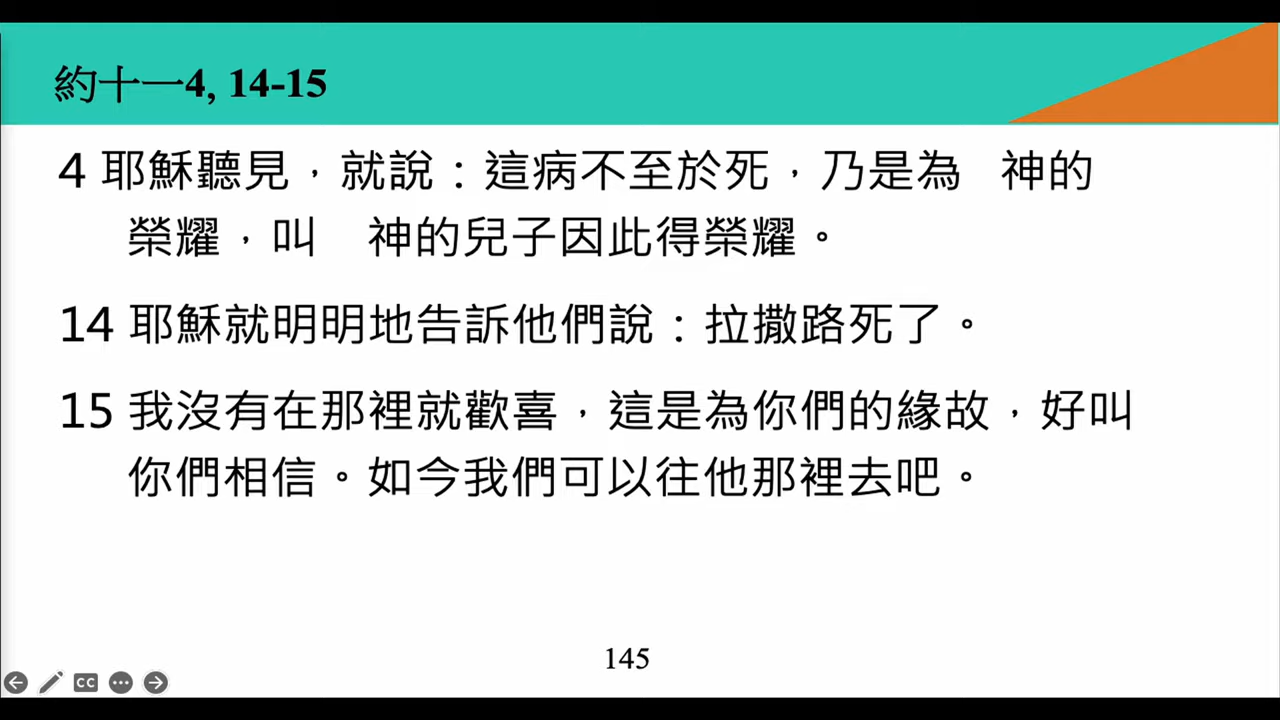 約十一4, 14-15
4 耶穌聽見，就說：這病不至於死，乃是為　神的
榮耀，叫　神的兒子因此得榮耀。
14 耶穌就明明地告訴他們說：拉撒路死了。
15 我沒有在那裡就歡喜，這是為你們的緣故，好叫
你們相信。如今我們可以往他那裡去吧。
145
CC